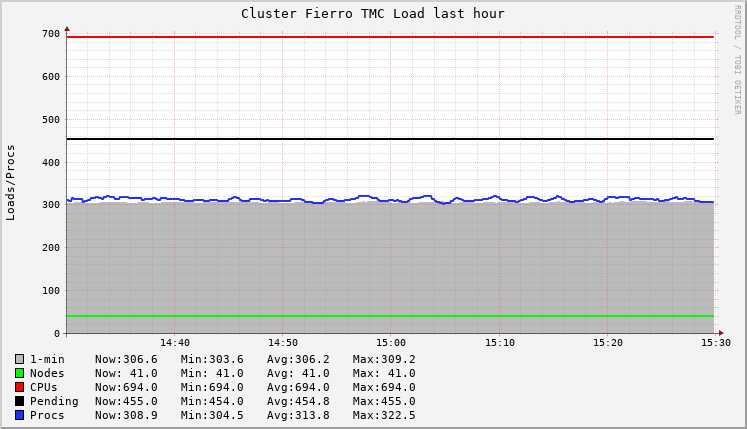 Cluster Fierro TMC Load last hour
RRDTOOL / TOBI OETIKER
Loads/Procs
700
600
500
400
300
200
100
0
14:40 14:50 15:00 15:10 15:20 15:30
1-min Now:306.6 Min:303.6 Avg:306.2 Max:309.2
Nodes Now: 41.0 Min: 41.0 Avg: 41.0 Max: 41.0
CPUs Now:694.0 Min:694.0 Avg:694.0 Max:694.0
Pending Now:455.0 Min:454.0 Avg:454.8 Max:455.0
Procs Now:308.9 Min:304.5 Avg:313.8 Max:322.5